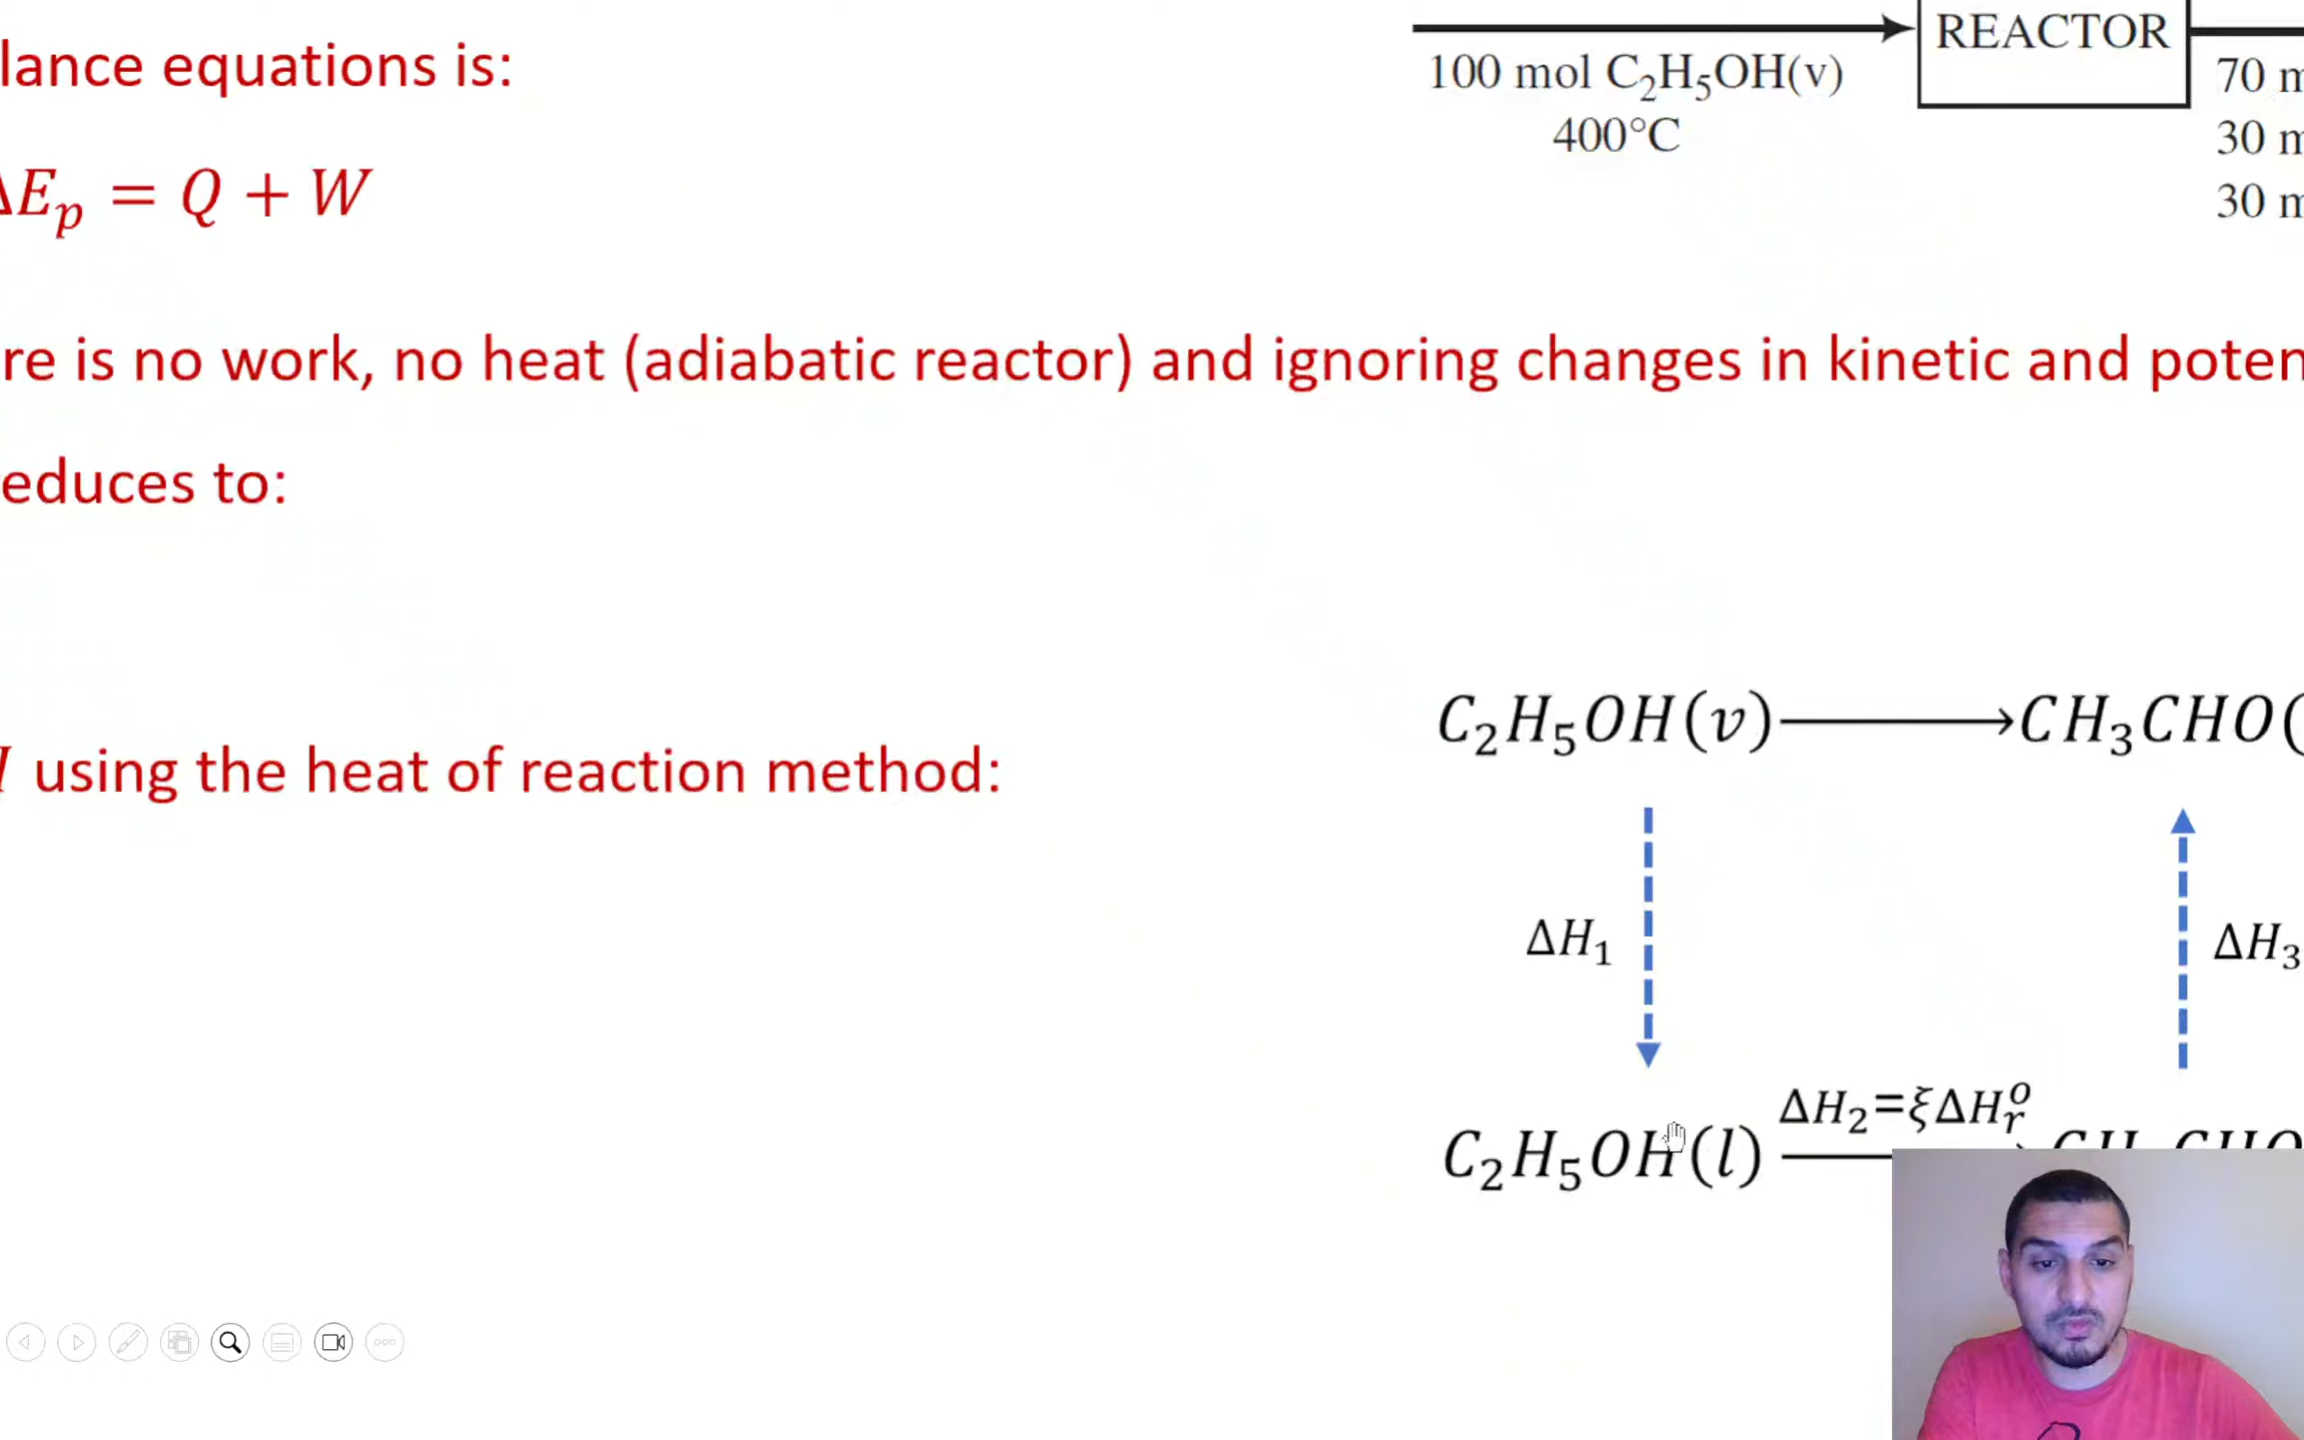 lance equations is:
ΔE_p = Q + W
re is no work, no heat (adiabatic reactor) and ignoring changes in kinetic and poten
educes to:
using the heat of reaction method:
REACTOR
100 mol C₂H₅OH(v)
400°C
70 m
30 m
30 m
C₂H₅OH(v) → CH₃CHO(
ΔH₁
ΔH₃
ΔH₂=ξΔH_r^o
C₂H₅OH(l)